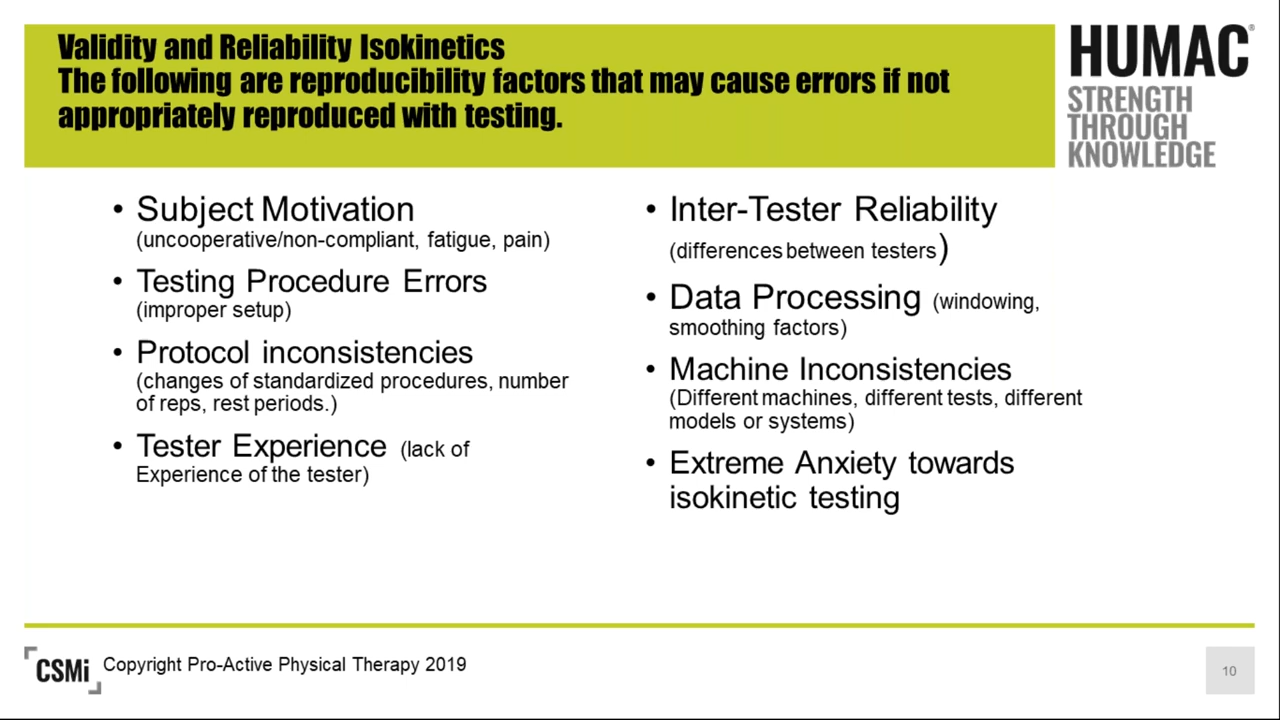 Validity and Reliability Isokinetics
The following are reproducibility factors that may cause errors if not
appropriately reproduced with testing.
HUMAC®
STRENGTH
THROUGH
KNOWLEDGE
• Subject Motivation
(uncooperative/non-compliant, fatigue, pain)
• Testing Procedure Errors
(improper setup)
• Protocol inconsistencies
(changes of standardized procedures, number
of reps, rest periods.)
• Tester Experience (lack of
Experience of the tester)
• Inter-Tester Reliability
(differences between testers)
• Data Processing (windowing,
smoothing factors)
• Machine Inconsistencies
(Different machines, different tests, different
models or systems)
• Extreme Anxiety towards
isokinetic testing
CSMi
Copyright Pro-Active Physical Therapy 2019
10